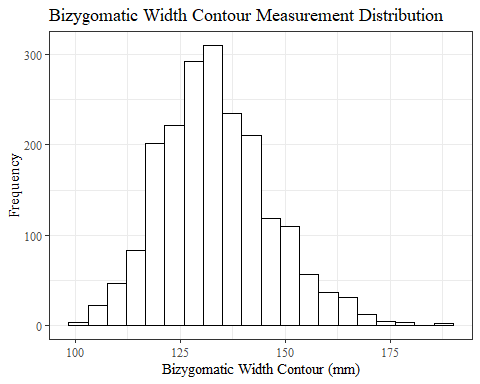 Bizygomatic Width Contour Measurement Distribution
300
200
100
0
Frequency
100 125 150 175
Bizygomatic Width Contour (mm)